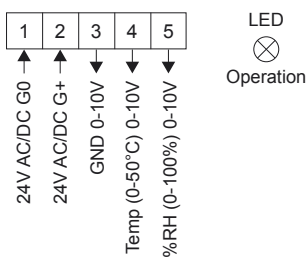 1 2 3 4 5
24V AC/DC G0
24V AC/DC G+
GND 0-10V
Temp (0-50°C) 0-10V
%RH (0-100%) 0-10V
LED
Operation